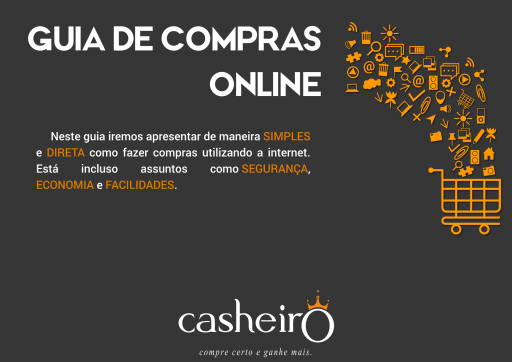 GUIA DE COMPRAS
ONLINE
Neste guia iremos apresentar de maneira SIMPLES
e DIRETA como fazer compras utilizando a internet.
Está incluso assuntos como SEGURANÇA,
ECONOMIA e FACILIDADES.
casheirO
compre certo e ganhe mais.